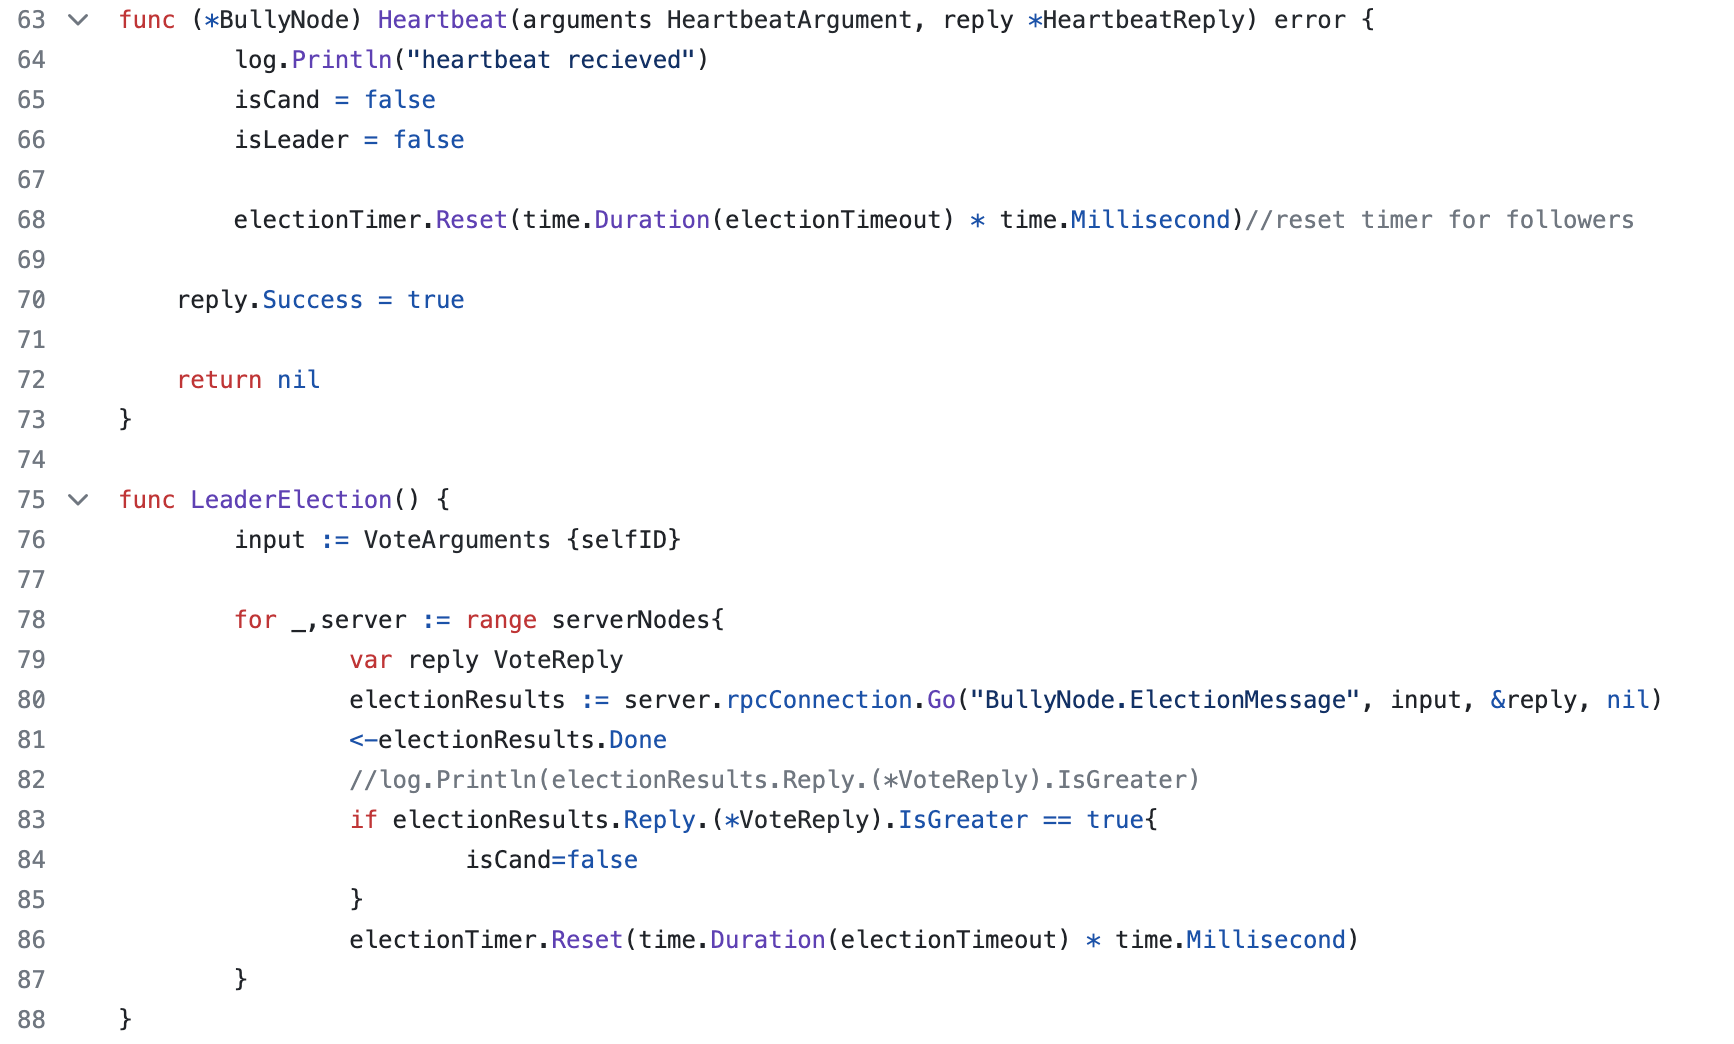 63 func (*BullyNode) Heartbeat(arguments HeartbeatArgument, reply *HeartbeatReply) error {
64 log.Println("heartbeat recieved")
65 isCand = false
66 isLeader = false
67
68 electionTimer.Reset(time.Duration(electionTimeout) * time.Millisecond)//reset timer for followers
69
70 reply.Success = true
71
72 return nil
73 }
74
75 func LeaderElection() {
76 input := VoteArguments {selfID}
77
78 for _,server := range serverNodes{
79 var reply VoteReply
80 electionResults := server.rpcConnection.Go("BullyNode.ElectionMessage", input, &reply, nil)
81 <-electionResults.Done
82 //log.Println(electionResults.Reply.(*VoteReply).IsGreater)
83 if electionResults.Reply.(*VoteReply).IsGreater == true{
84 isCand=false
85 }
86 electionTimer.Reset(time.Duration(electionTimeout) * time.Millisecond)
87 }
88 }